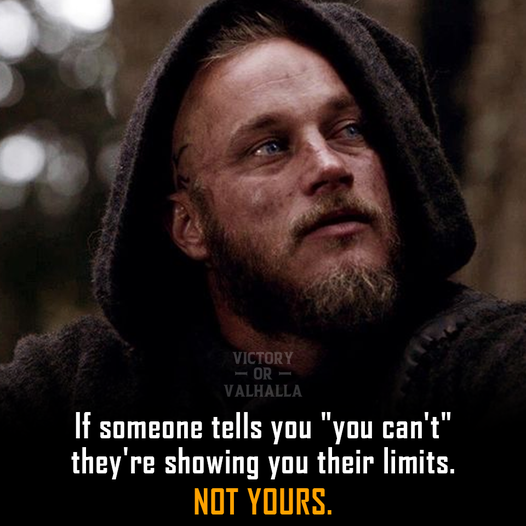 VICTORY
— OR —
VALHALLA
If someone tells you "you can't"
they're showing you their limits.
NOT YOURS.